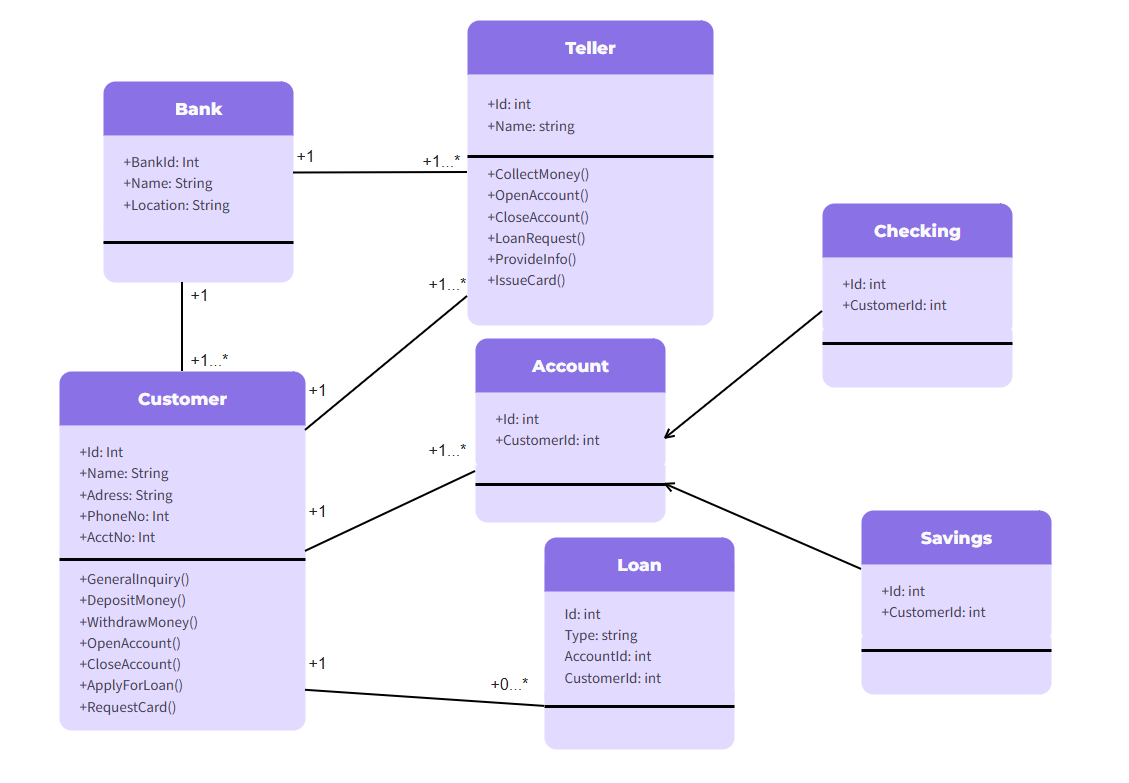 Teller
+Id: int
+Name: string
+CollectMoney()
+OpenAccount()
+CloseAccount()
+LoanRequest()
+ProvideInfo()
+IssueCard()
Bank
+BankId: Int
+Name: String
+Location: String
+1
+1...*
+1
+1...*
+1...*
+1
Checking
+Id: int
+CustomerId: int
Account
+Id: int
+CustomerId: int
Customer
+Id: Int
+Name: String
+Adress: String
+PhoneNo: Int
+AcctNo: Int
+GeneralInquiry()
+DepositMoney()
+WithdrawMoney()
+OpenAccount()
+CloseAccount()
+ApplyForLoan()
+RequestCard()
+1...*
+1
Savings
+Id: int
+CustomerId: int
Loan
Id: int
Type: string
AccountId: int
CustomerId: int
+1
+0...*